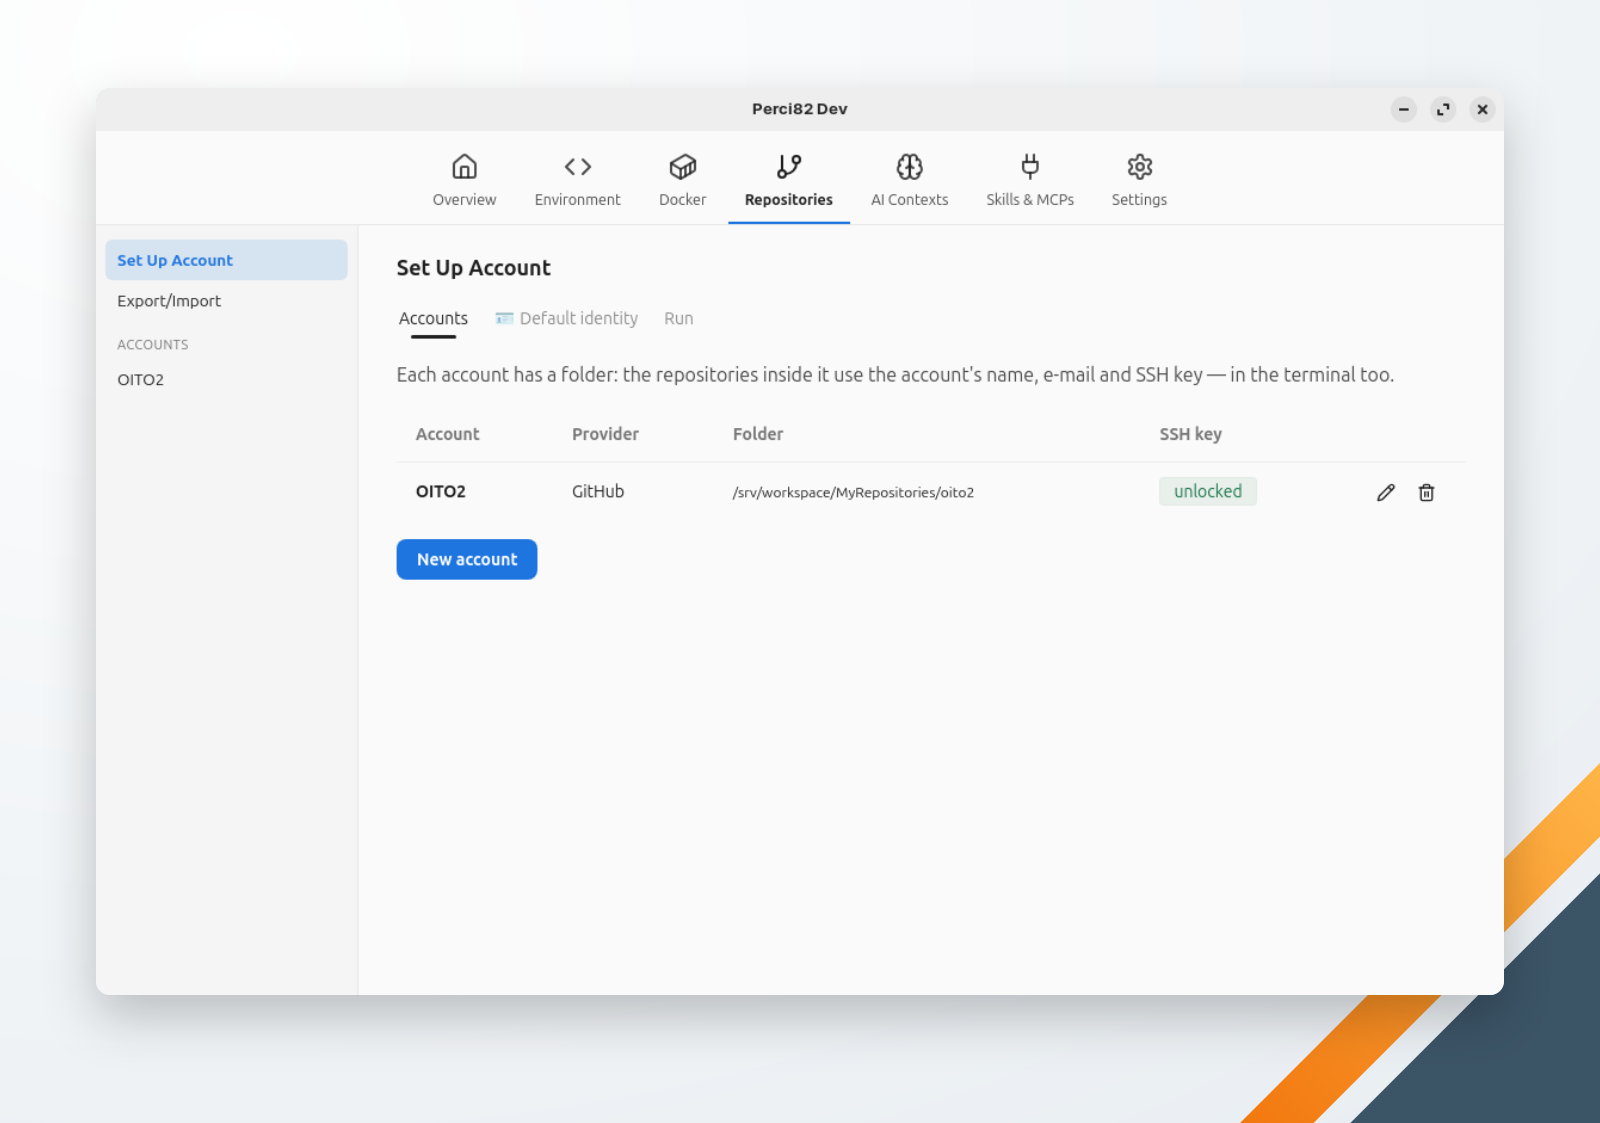 Perci82 Dev
Overview
Environment
Docker
Repositories
AI Contexts
Skills & MCPs
Settings
Set Up Account
Export/Import
ACCOUNTS
OITO2
Set Up Account
Accounts
Default identity
Run
Each account has a folder: the repositories inside it use the account's name, e-mail and SSH key — in the terminal too.
Account Provider Folder SSH key
OITO2 GitHub /srv/workspace/MyRepositories/oito2 unlocked
New account